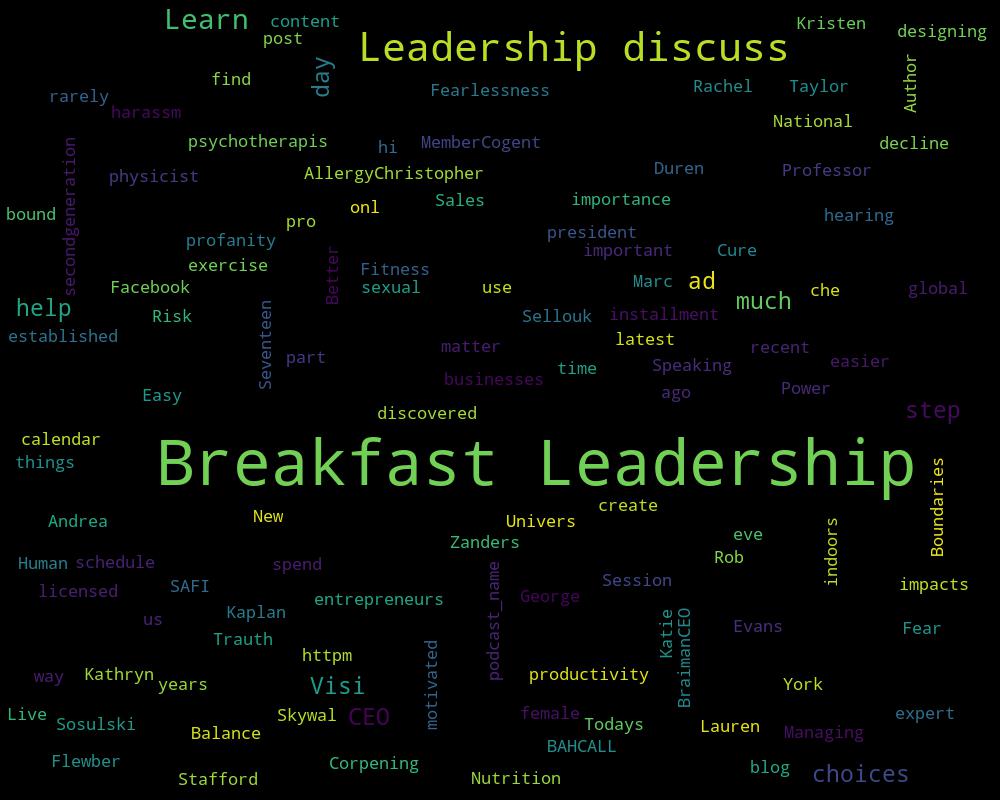 Learn
content
Kristen
post
designing
Leadership discuss
find
day
Author
Fearlessness
Rachel
Taylor
rarely
harassm
National
psychotherapis
hi
MemberCogent
decline
secondgeneration
physicist
AllergyChristopher
Duren
Professor
bound
onl
Sales
importance
pro
hearing
profanity
president
important
Cure
exercise
Better
Fitness
Facebook
sexual
use
Marc
ad
much
che
global
help
Risk
Sellouk
installment
established
Seventeen
part
matter
latest
recent
businesses
time
Speaking
easier
Easy
ago
Power
discovered
step
calendar
things
Breakfast Leadership
Boundaries
Andrea
New
Univers
create
Zanders
eve
Rob
indoors
Human
schedule
spend
licensed
SAFI
podcast_name
Session
impacts
us
Kaplan
entrepreneurs
George
Katie
BraimanCEO
Evans
Fear
Trauth
httpm
way
Kathryn
years
Visi
motivated
productivity
York
Live
Sosulski
Skywal
CEO
female
Todays
Lauren
Managing
expert
Balance
BAHCALL
Flewber
Stafford
Corpening
Nutrition
blog
choices